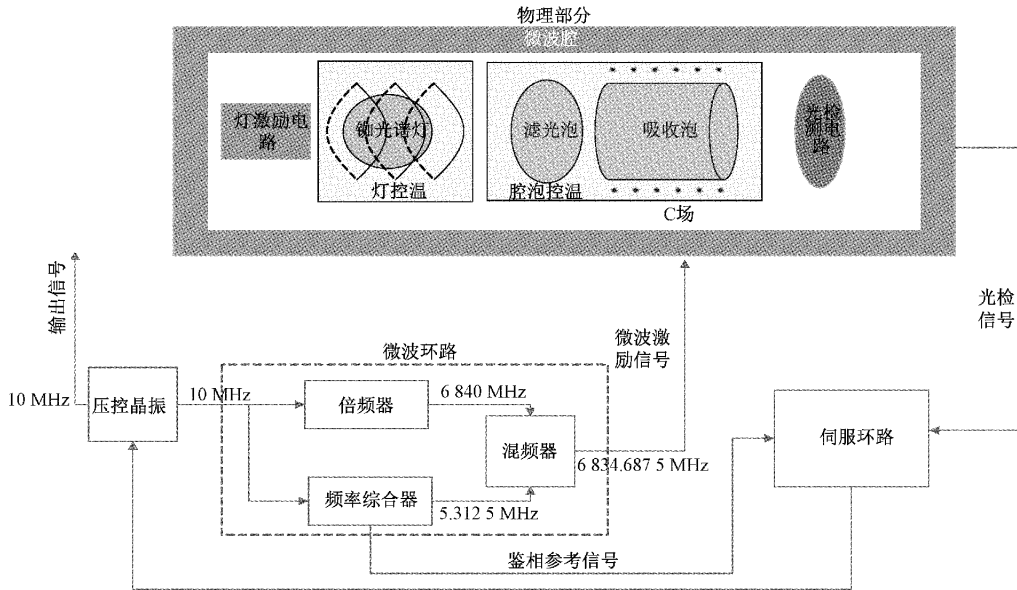 物理部分
微波腔
灯激励电
路
铷光谱灯
灯控温
滤光泡
吸收泡
腔泡控温
C场
光检
测电
路
输出信号
微波激
励信号
光检
信号
微波环路
10 MHz
压控晶振
10 MHz
倍频器
6 840 MHz
混频器
6 834.687 5 MHz
伺服环路
频率综合器
5.312 5 MHz
鉴相参考信号